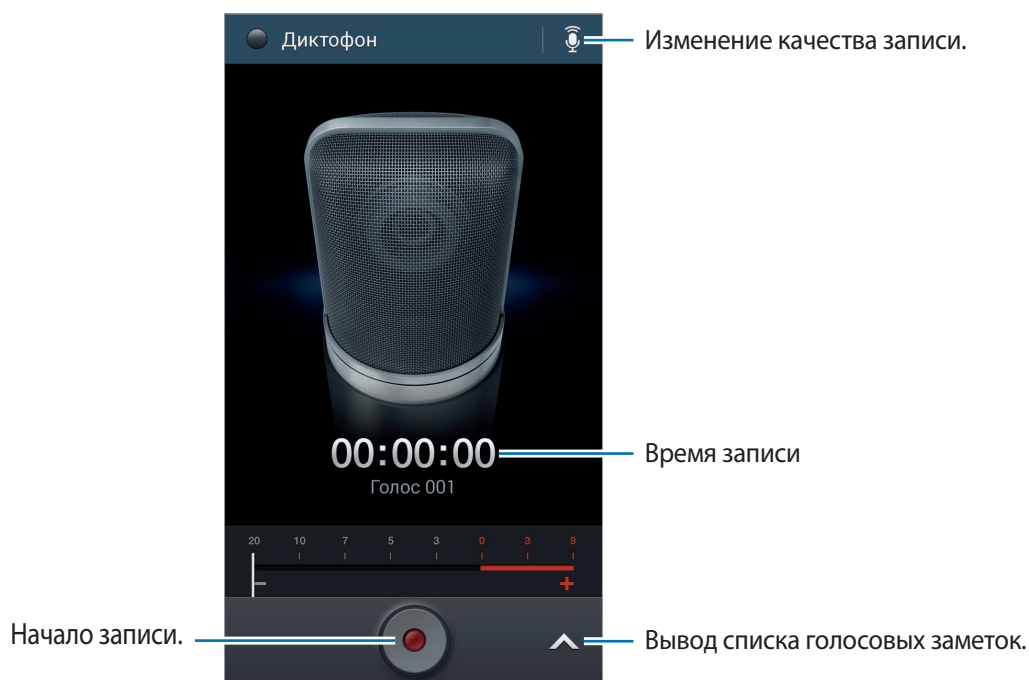 Диктофон
Изменение качества записи.
00:00:00
Время записи
Голос 001
20 10 7 5 3 0 3 9
− +
Начало записи.
Вывод списка голосовых заметок.